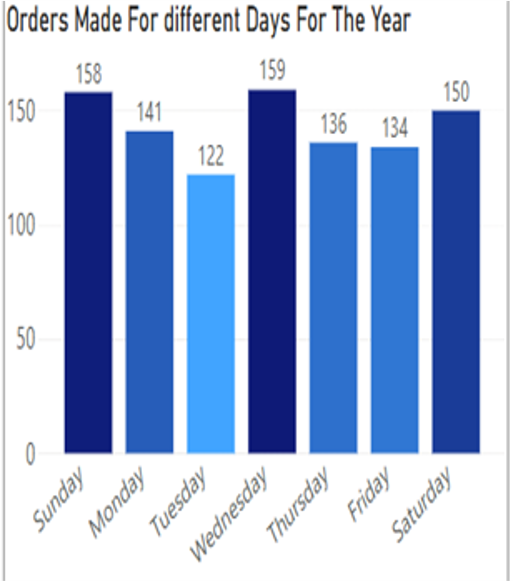 Orders Made For different Days For The Year
158
141
122
159
136
134
150
150
100
50
0
Sunday
Monday
Tuesday
Wednesday
Thursday
Friday
Saturday